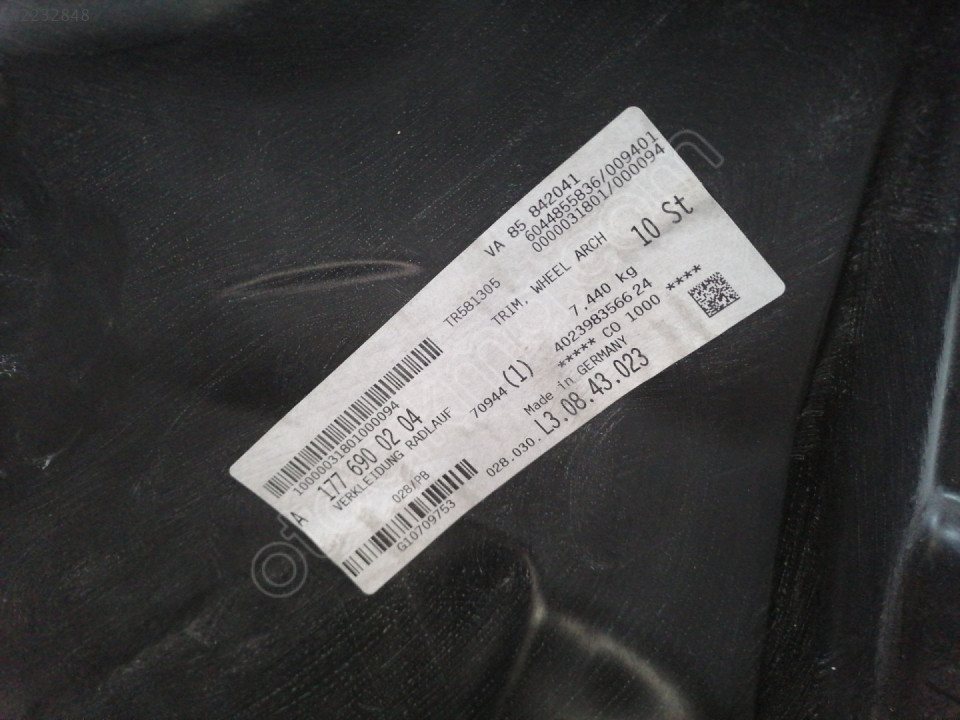 VA 85 842041
6044855836/009401
0000031801/000094
TR581305
TRIM, WHEEL ARCH
10 St
1000031801000094
A 177 690 02 04
VERKLEIDUNG RADLAUF
7.440 kg
70944(1)
402398356624
***** CO 1000 ****
028/PB
Made in GERMANY
G10709753
028.030.L3.08.43.023